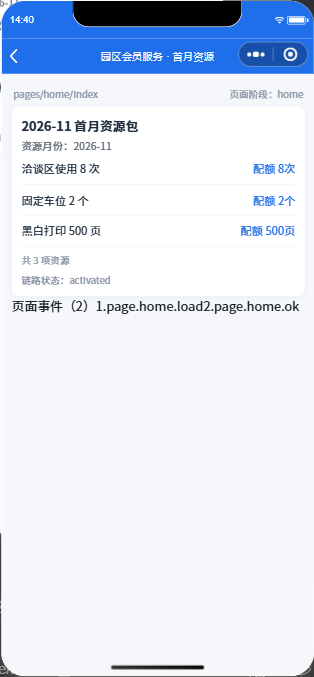 14:40
园区会员服务 · 首月资源
pages/home/index
页面阶段：home
2026-11 首月资源包
资源月份：2026-11
洽谈区使用 8 次
配额 8次
固定车位 2 个
配额 2个
黑白打印 500 页
配额 500页
共 3 项资源
链路状态：activated
页面事件（2）1.page.home.load2.page.home.ok